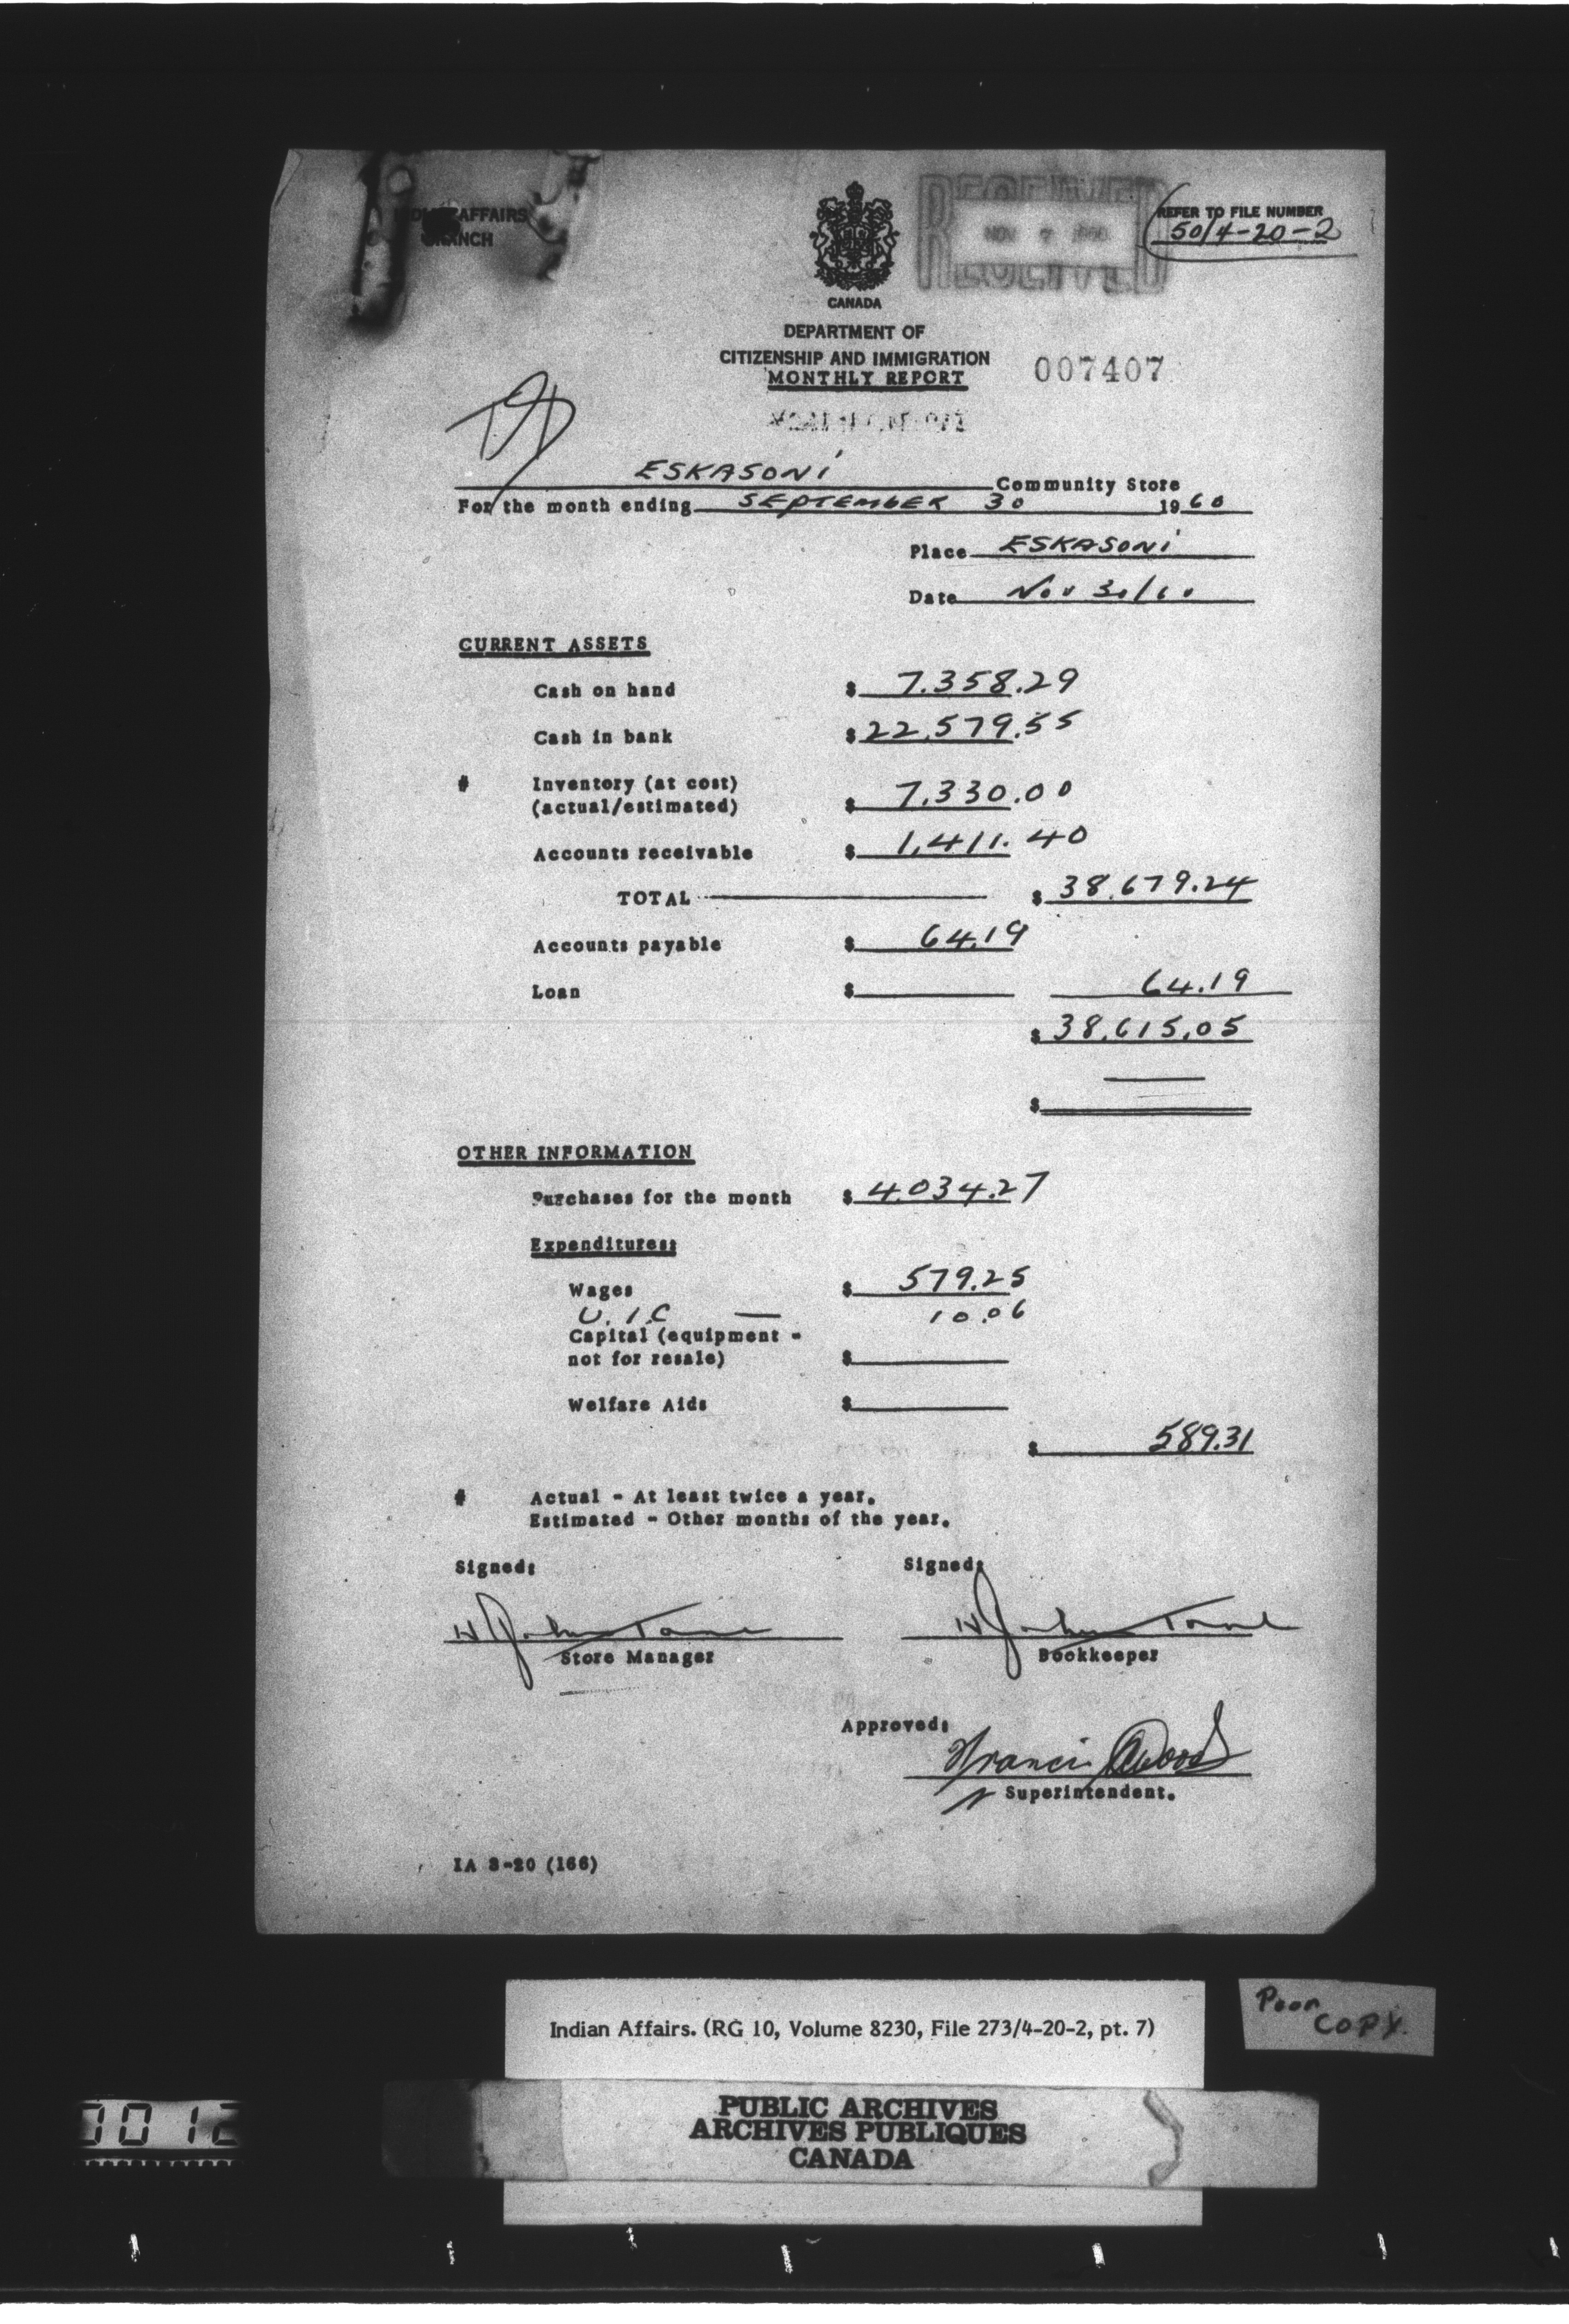 AFFAIRS
BRANCH
RECEIVED
NOV 1960
REFER TO FILE NUMBER
50/4-20-2
CANADA
DEPARTMENT OF
CITIZENSHIP AND IMMIGRATION
MONTHLY REPORT
007407
ESKASONI Community Store
For the month ending SEPTEMBER 30 1960
Place ESKASONI
Date Nov 30/60
CURRENT ASSETS
Cash on hand $ 7.358.29
Cash in bank $ 22,579.55
# Inventory (at cost)
(actual/estimated) $ 7,330.00
Accounts receivable $ 1,411.40
TOTAL $ 38,679.24
Accounts payable $ 64.19
Loan $ 64.19
$ 38,615.05
$
OTHER INFORMATION
Purchases for the month $ 4.034.27
Expenditures:
Wages $ 579.25
U.I.C — 10.06
Capital (equipment -
not for resale) $
Welfare Aids $
$ 589.31
# Actual - At least twice a year.
Estimated - Other months of the year.
Signed: Signed:
Store Manager Bookkeeper
Approved:
Francis Wood
Superintendent.
IA 8-20 (166)
Indian Affairs. (RG 10, Volume 8230, File 273/4-20-2, pt. 7)
Poor
COPY.
PUBLIC ARCHIVES
ARCHIVES PUBLIQUES
CANADA